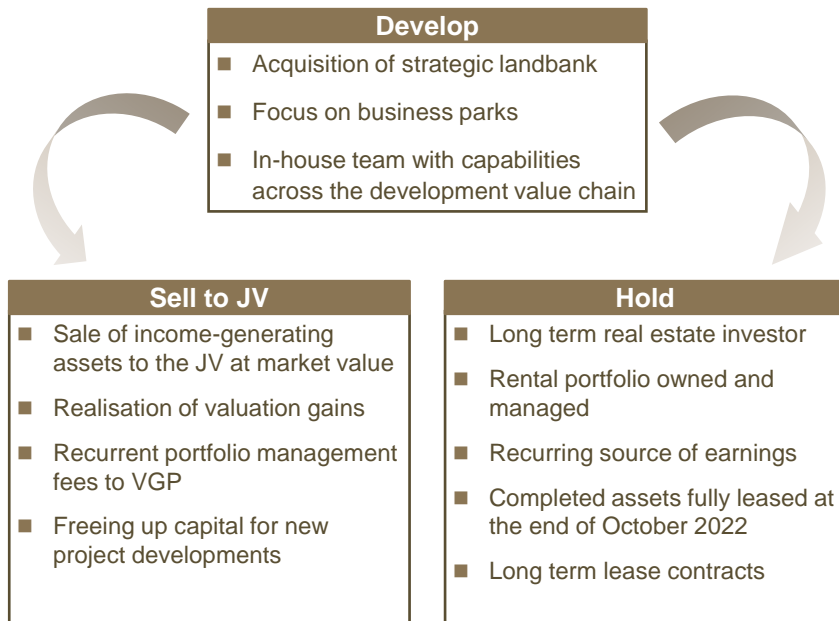 Develop
■ Acquisition of strategic landbank
■ Focus on business parks
■ In-house team with capabilities
across the development value chain
Sell to JV
■ Sale of income-generating
assets to the JV at market value
■ Realisation of valuation gains
■ Recurrent portfolio management
fees to VGP
■ Freeing up capital for new
project developments
Hold
■ Long term real estate investor
■ Rental portfolio owned and
managed
■ Recurring source of earnings
■ Completed assets fully leased at
the end of October 2022
■ Long term lease contracts